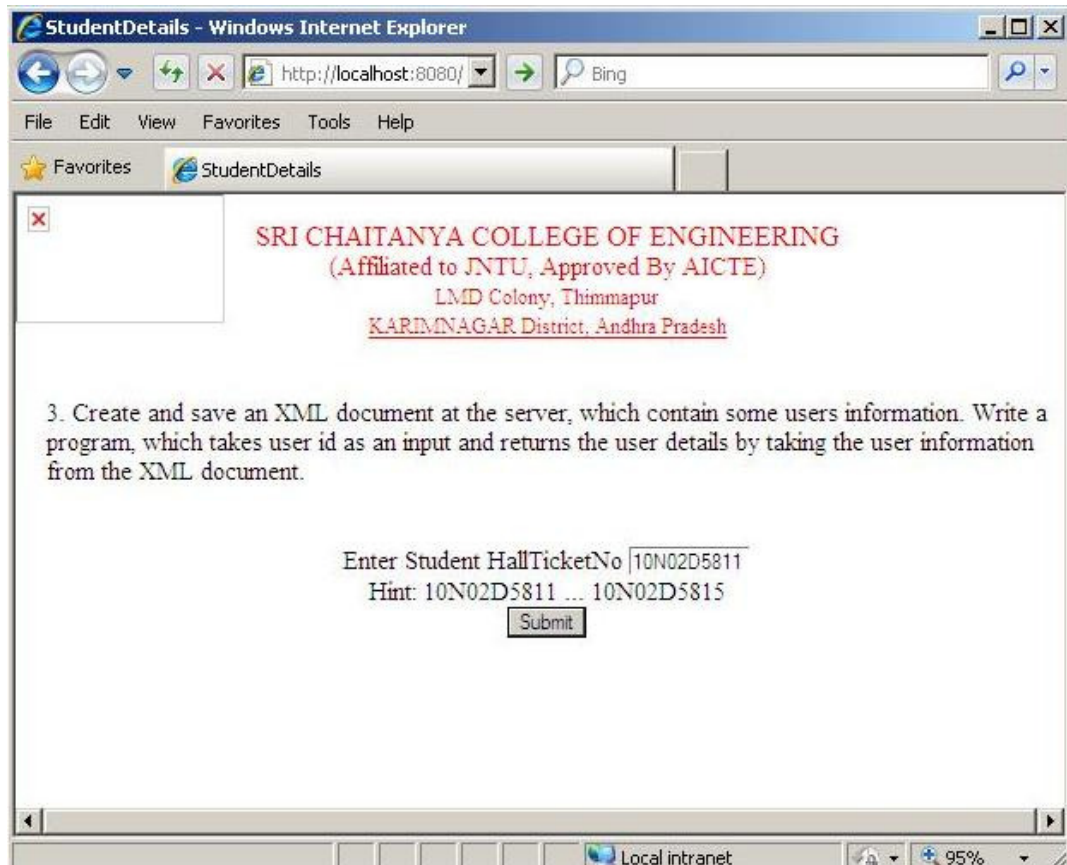 StudentDetails - Windows Internet Explorer
http://localhost:8080/
Bing
File Edit View Favorites Tools Help
Favorites StudentDetails
SRI CHAITANYA COLLEGE OF ENGINEERING
(Affiliated to JNTU, Approved By AICTE)
LMD Colony, Thimmapur
KARIMNAGAR District, Andhra Pradesh
3. Create and save an XML document at the server, which contain some users information. Write a
program, which takes user id as an input and returns the user details by taking the user information
from the XML document.
Enter Student HallTicketNo 10N02D5811
Hint: 10N02D5811 ... 10N02D5815
Submit
Local intranet 95%